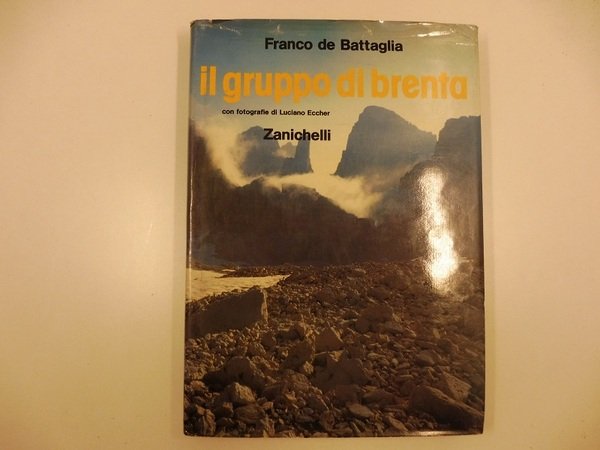 Franco de Battaglia
il gruppo di brenta
con fotografie di Luciano Eccher
Zanichelli